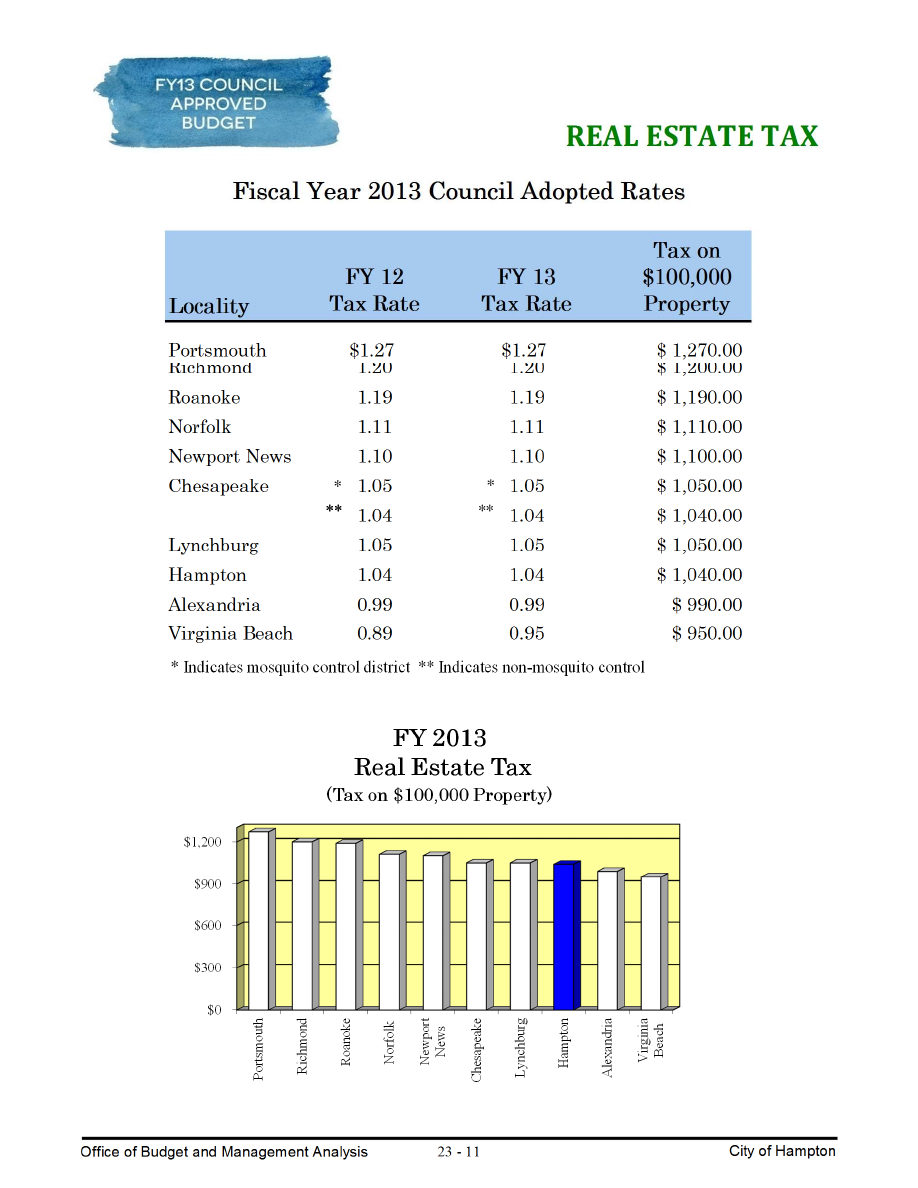 FY13 COUNCIL
APPROVED
BUDGET
REAL ESTATE TAX
Fiscal Year 2013 Council Adopted Rates
Locality FY 12 Tax Rate FY 13 Tax Rate Tax on $100,000 Property
Portsmouth $1.27 $1.27 $ 1,270.00
Richmond 1.20 1.20 $ 1,200.00
Roanoke 1.19 1.19 $ 1,190.00
Norfolk 1.11 1.11 $ 1,110.00
Newport News 1.10 1.10 $ 1,100.00
Chesapeake * 1.05 * 1.05 $ 1,050.00
** 1.04 ** 1.04 $ 1,040.00
Lynchburg 1.05 1.05 $ 1,050.00
Hampton 1.04 1.04 $ 1,040.00
Alexandria 0.99 0.99 $ 990.00
Virginia Beach 0.89 0.95 $ 950.00
* Indicates mosquito control district ** Indicates non-mosquito control
FY 2013
Real Estate Tax
(Tax on $100,000 Property)
$1,200
$900
$600
$300
$0
Portsmouth
Richmond
Roanoke
Norfolk
Newport
News
Chesapeake
Lynchburg
Hampton
Alexandria
Virginia
Beach
Office of Budget and Management Analysis 23 - 11 City of Hampton